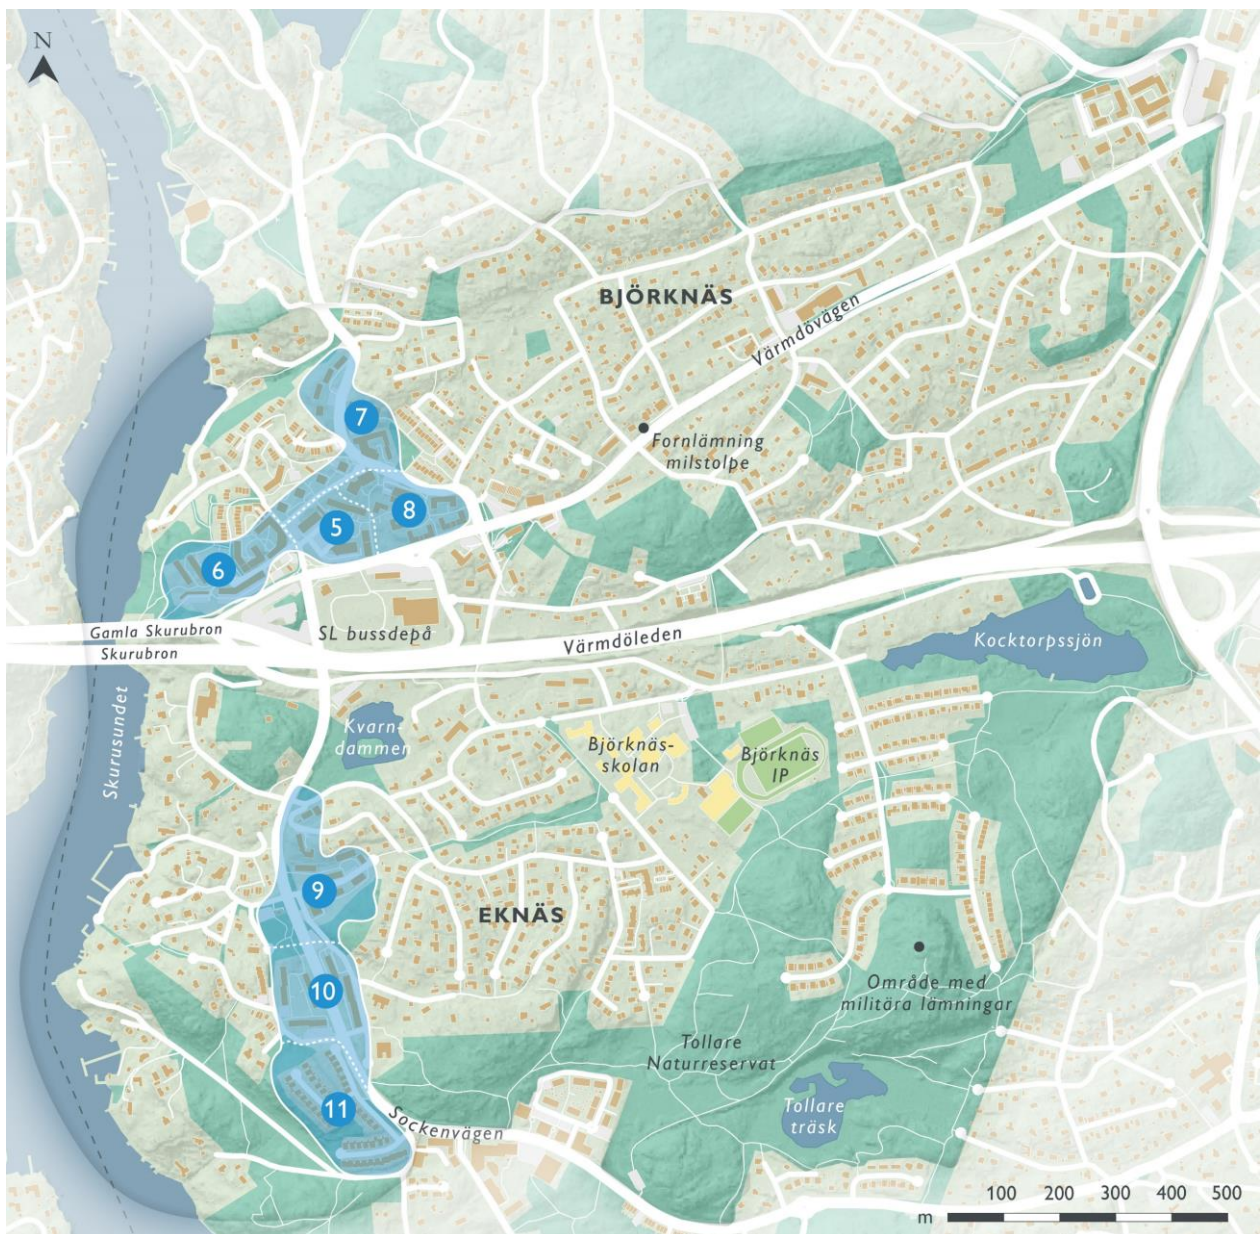 N
BJÖRKNÄS
Värmdövägen
7
Fornlämning
milstolpe
8
5
6
Gamla Skurubron
SL bussdepå
Värmdöleden
Kocktorpssjön
Skurubron
Skurusundet
Kvarn-
dammen
Björknäs-
skolan
Björknäs
IP
9
EKNÄS
10
Område med
militära lämningar
Tollare
Naturreservat
11
Sockenvägen
Tollare
träsk
100 200 300 400 500
m